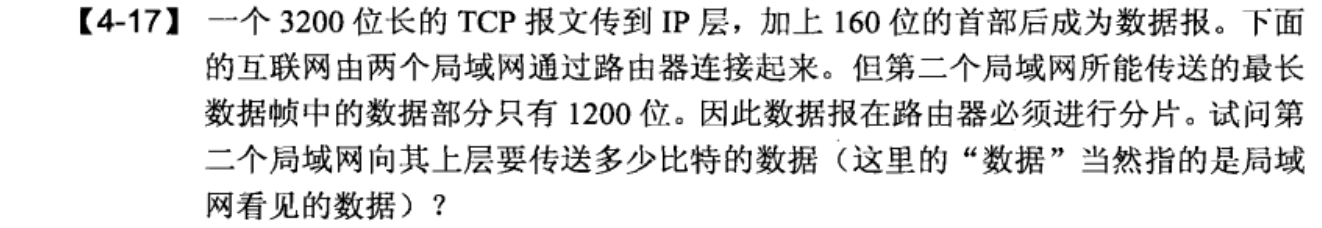 【4-17】 一个 3200 位长的 TCP 报文传到 IP 层，加上 160 位的首部后成为数据报。下面
的互联网由两个局域网通过路由器连接起来。但第二个局域网所能传送的最长
数据帧中的数据部分只有 1200 位。因此数据报在路由器必须进行分片。试问第
二个局域网向其上层要传送多少比特的数据（这里的“数据”当然指的是局域
网看见的数据）？